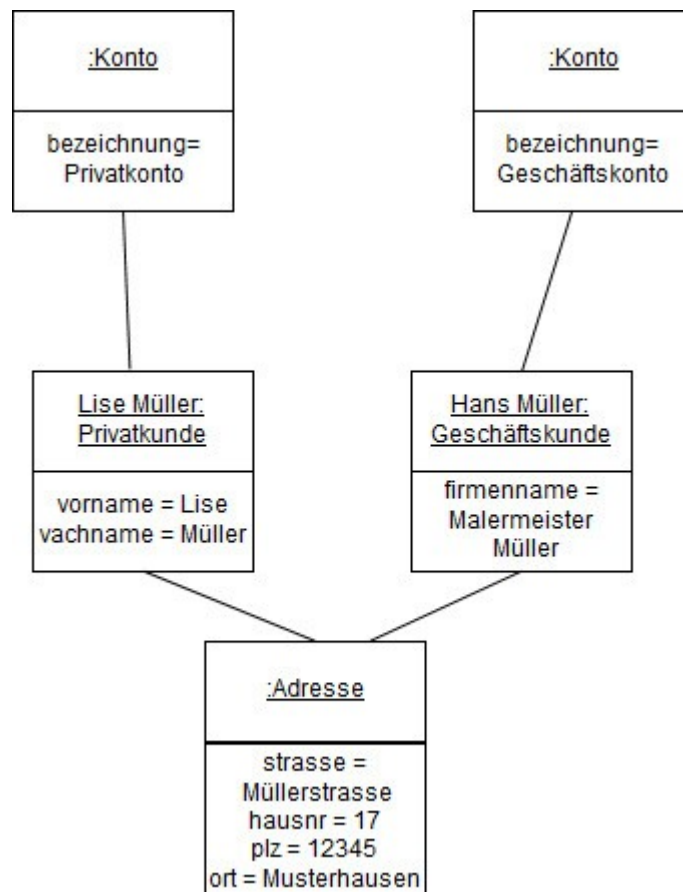 :Konto
bezeichnung=
Privatkonto
:Konto
bezeichnung=
Geschäftskonto
Lise Müller:
Privatkunde
vorname = Lise
vachname = Müller
Hans Müller:
Geschäftskunde
firmenname =
Malermeister
Müller
:Adresse
strasse =
Müllerstrasse
hausnr = 17
plz = 12345
ort = Musterhausen